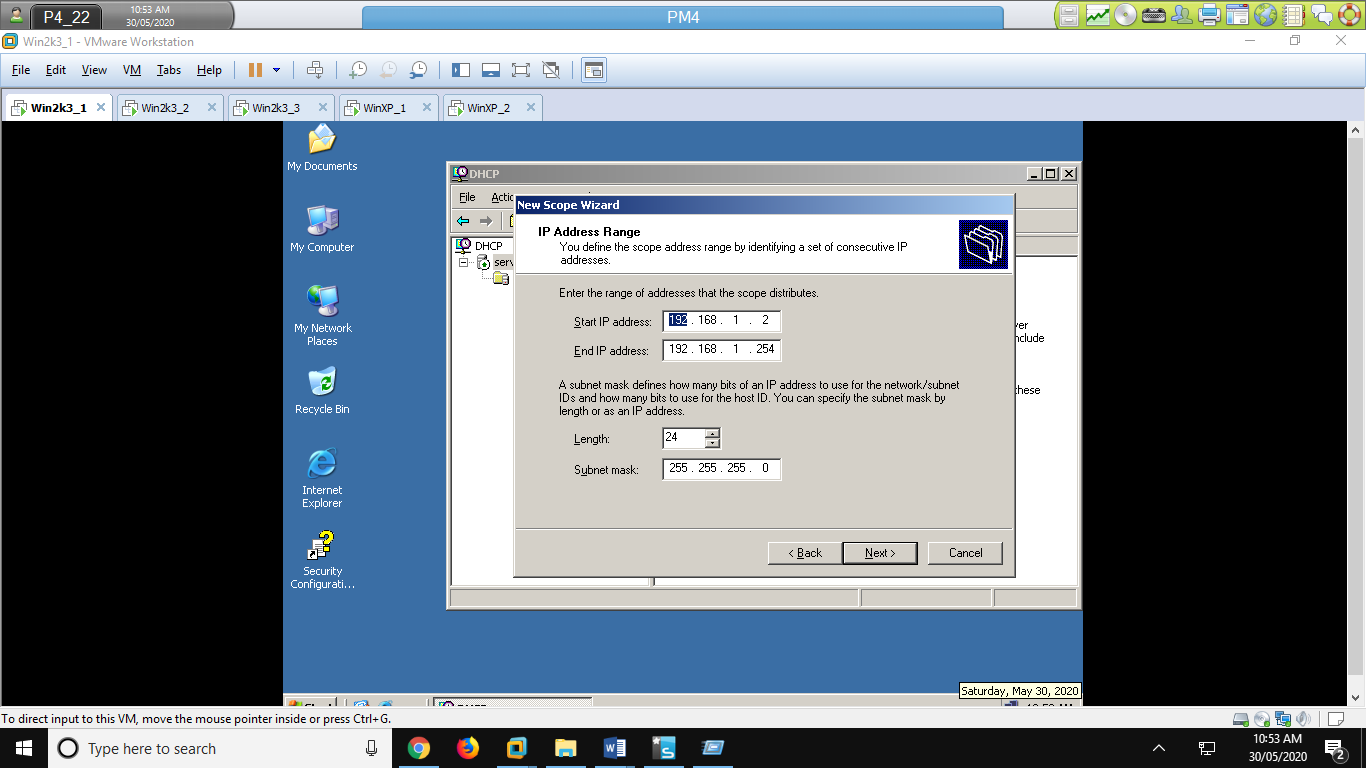 P4_22
10:53 AM
30/05/2020
PM4
Win2k3_1 - VMware Workstation
File Edit View VM Tabs Help
Win2k3_1 Win2k3_2 Win2k3_3 WinXP_1 WinXP_2
My Documents
My Computer
My Network
Places
Recycle Bin
Internet
Explorer
Security
Configurati...
DHCP
File
DHCP
New Scope Wizard
IP Address Range
You define the scope address range by identifying a set of consecutive IP
addresses.
Enter the range of addresses that the scope distributes.
Start IP address: 192 . 168 . 1 . 2
End IP address: 192 . 168 . 1 . 254
A subnet mask defines how many bits of an IP address to use for the network/subnet
IDs and how many bits to use for the host ID. You can specify the subnet mask by
length or as an IP address.
Length: 24
Subnet mask: 255 . 255 . 255 . 0
< Back Next > Cancel
these
Saturday, May 30, 2020
To direct input to this VM, move the mouse pointer inside or press Ctrl+G.
Type here to search
10:53 AM
30/05/2020
2